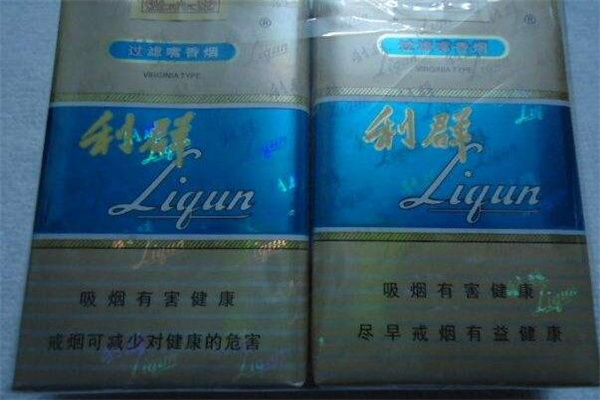 ®
过滤嘴香烟
VIRGINIA TYPE
利群
Liqun
吸烟有害健康
戒烟可减少对健康的危害
®
过滤嘴香烟
VIRGINIA TYPE
利群
Liqun
吸烟有害健康
尽早戒烟有益健康